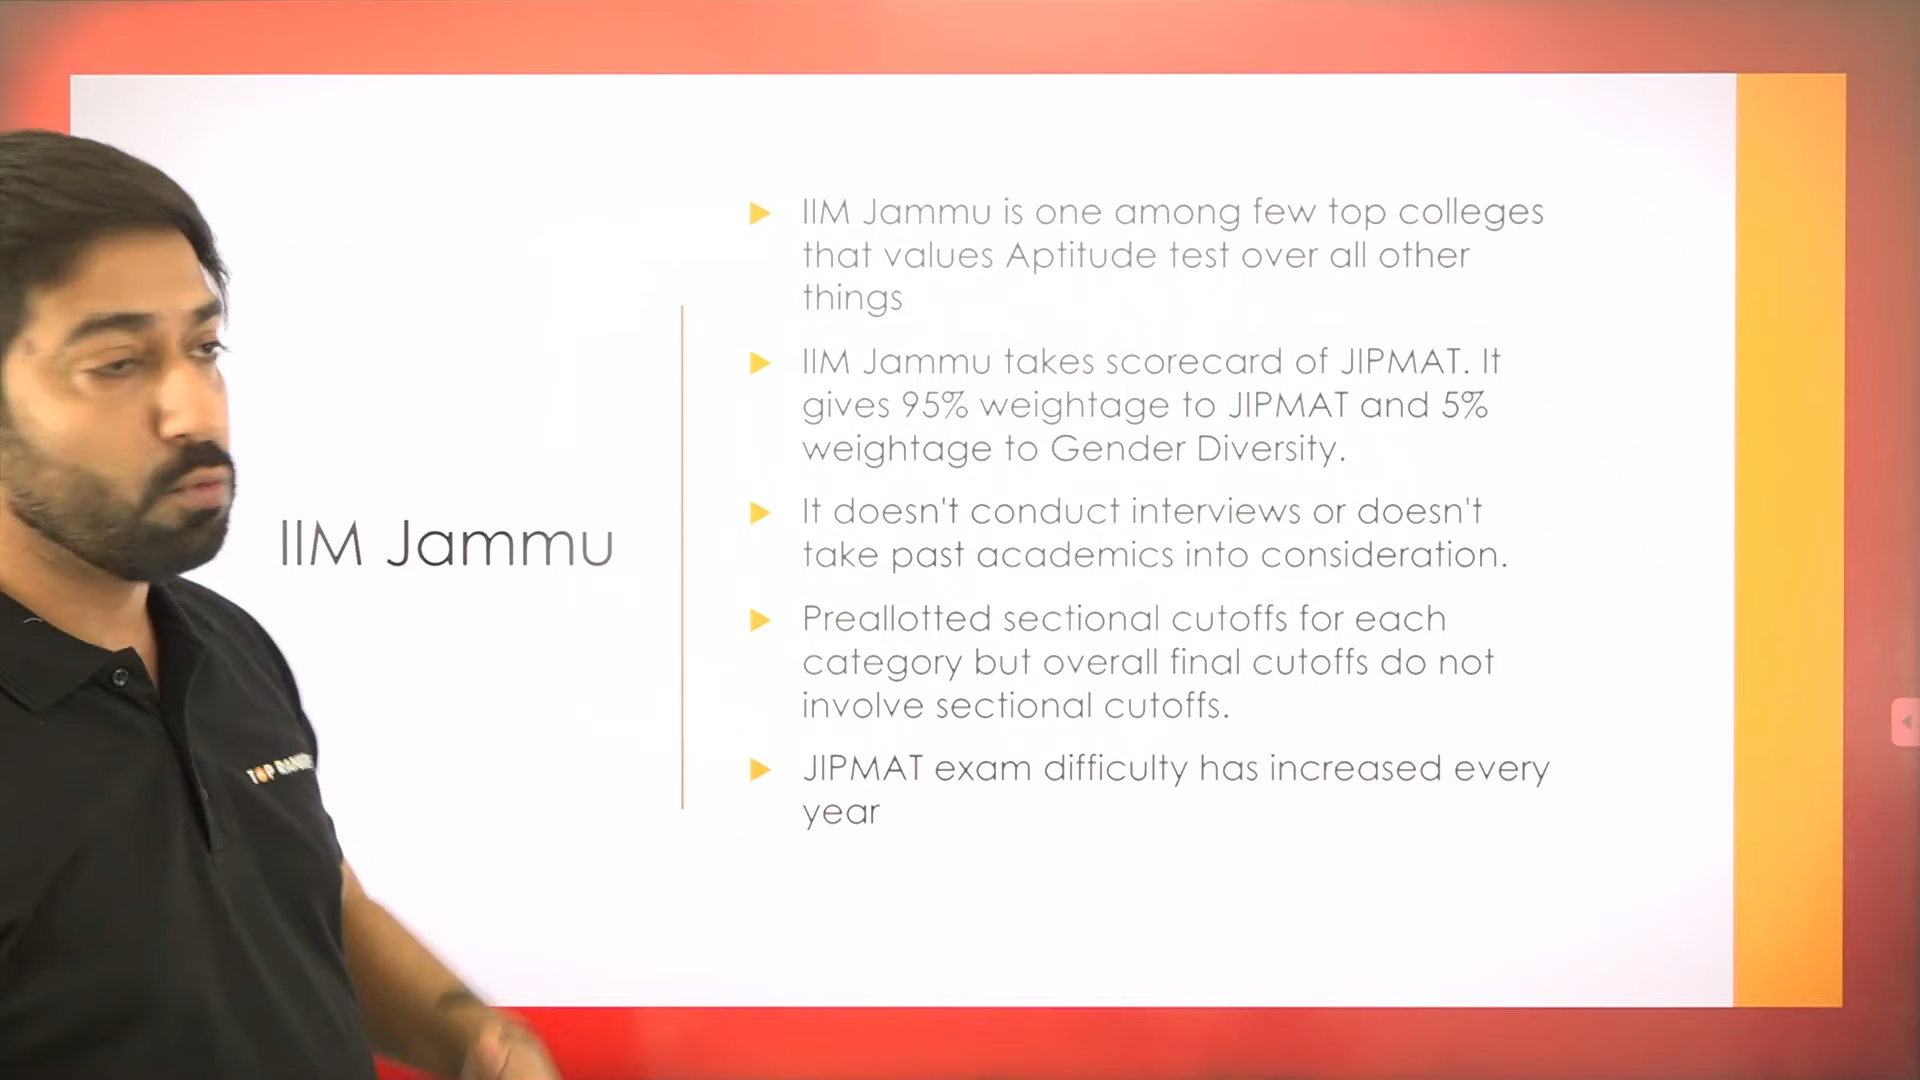 IIM Jammu
IIM Jammu is one among few top colleges
that values Aptitude test over all other
things
IIM Jammu takes scorecard of JIPMAT. It
gives 95% weightage to JIPMAT and 5%
weightage to Gender Diversity.
It doesn't conduct interviews or doesn't
take past academics into consideration.
Preallotted sectional cutoffs for each
category but overall final cutoffs do not
involve sectional cutoffs.
JIPMAT exam difficulty has increased every
year
TOP